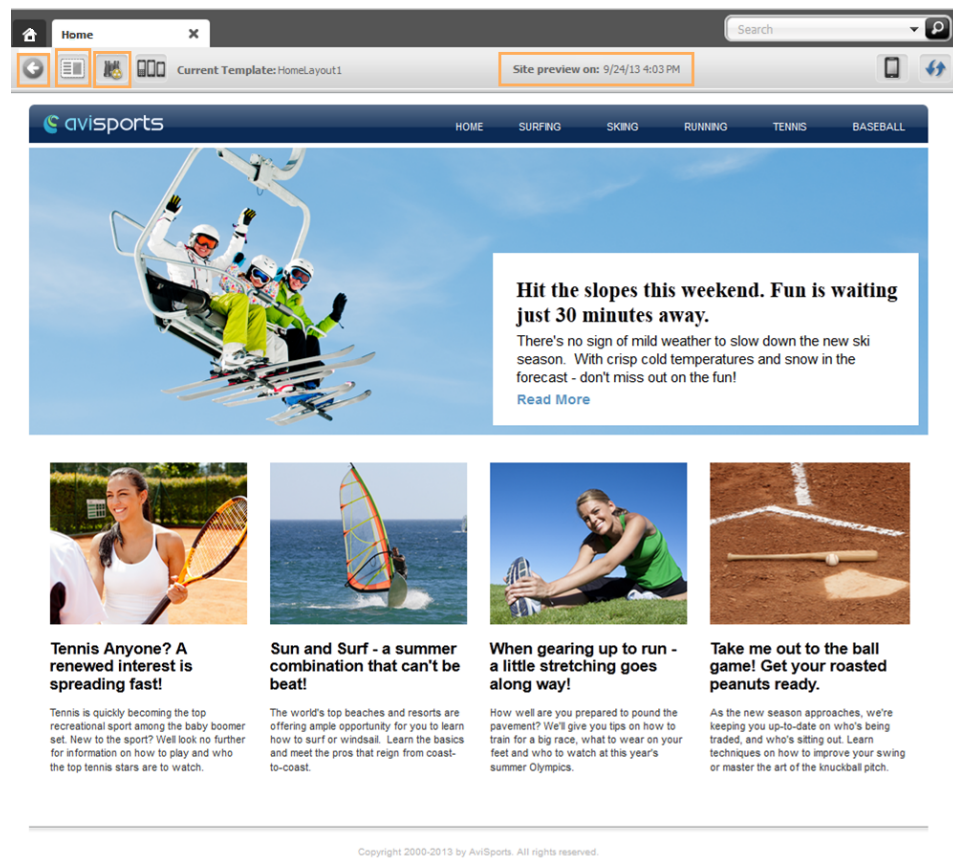 Home
Search
Current Template: HomeLayout1
Site preview on: 9/24/13 4:03 PM
avisports
HOME SURFING SKIING RUNNING TENNIS BASEBALL
Hit the slopes this weekend. Fun is waiting
just 30 minutes away.
There's no sign of mild weather to slow down the new ski
season. With crisp cold temperatures and snow in the
forecast - don't miss out on the fun!
Read More
Tennis Anyone? A
renewed interest is
spreading fast!
Tennis is quickly becoming the top
recreational sport among the baby boomer
set. New to the sport? Well look no further
for information on how to play and who
the top tennis stars are to watch.
Sun and Surf - a summer
combination that can't be
beat!
The world's top beaches and resorts are
offering ample opportunity for you to learn
how to surf or windsail. Learn the basics
and meet the pros that reign from coast-
to-coast.
When gearing up to run -
a little stretching goes
along way!
How well are you prepared to pound the
pavement? We'll give you tips on how to
train for a big race, what to wear on your
feet and who to watch at this year's
summer Olympics.
Take me out to the ball
game! Get your roasted
peanuts ready.
As the new season approaches, we're
keeping you up-to-date on who's being
traded, and who's sitting out. Learn
techniques on how to improve your swing
or master the art of the knuckball pitch.
Copyright 2000-2013 by AviSports. All rights reserved.